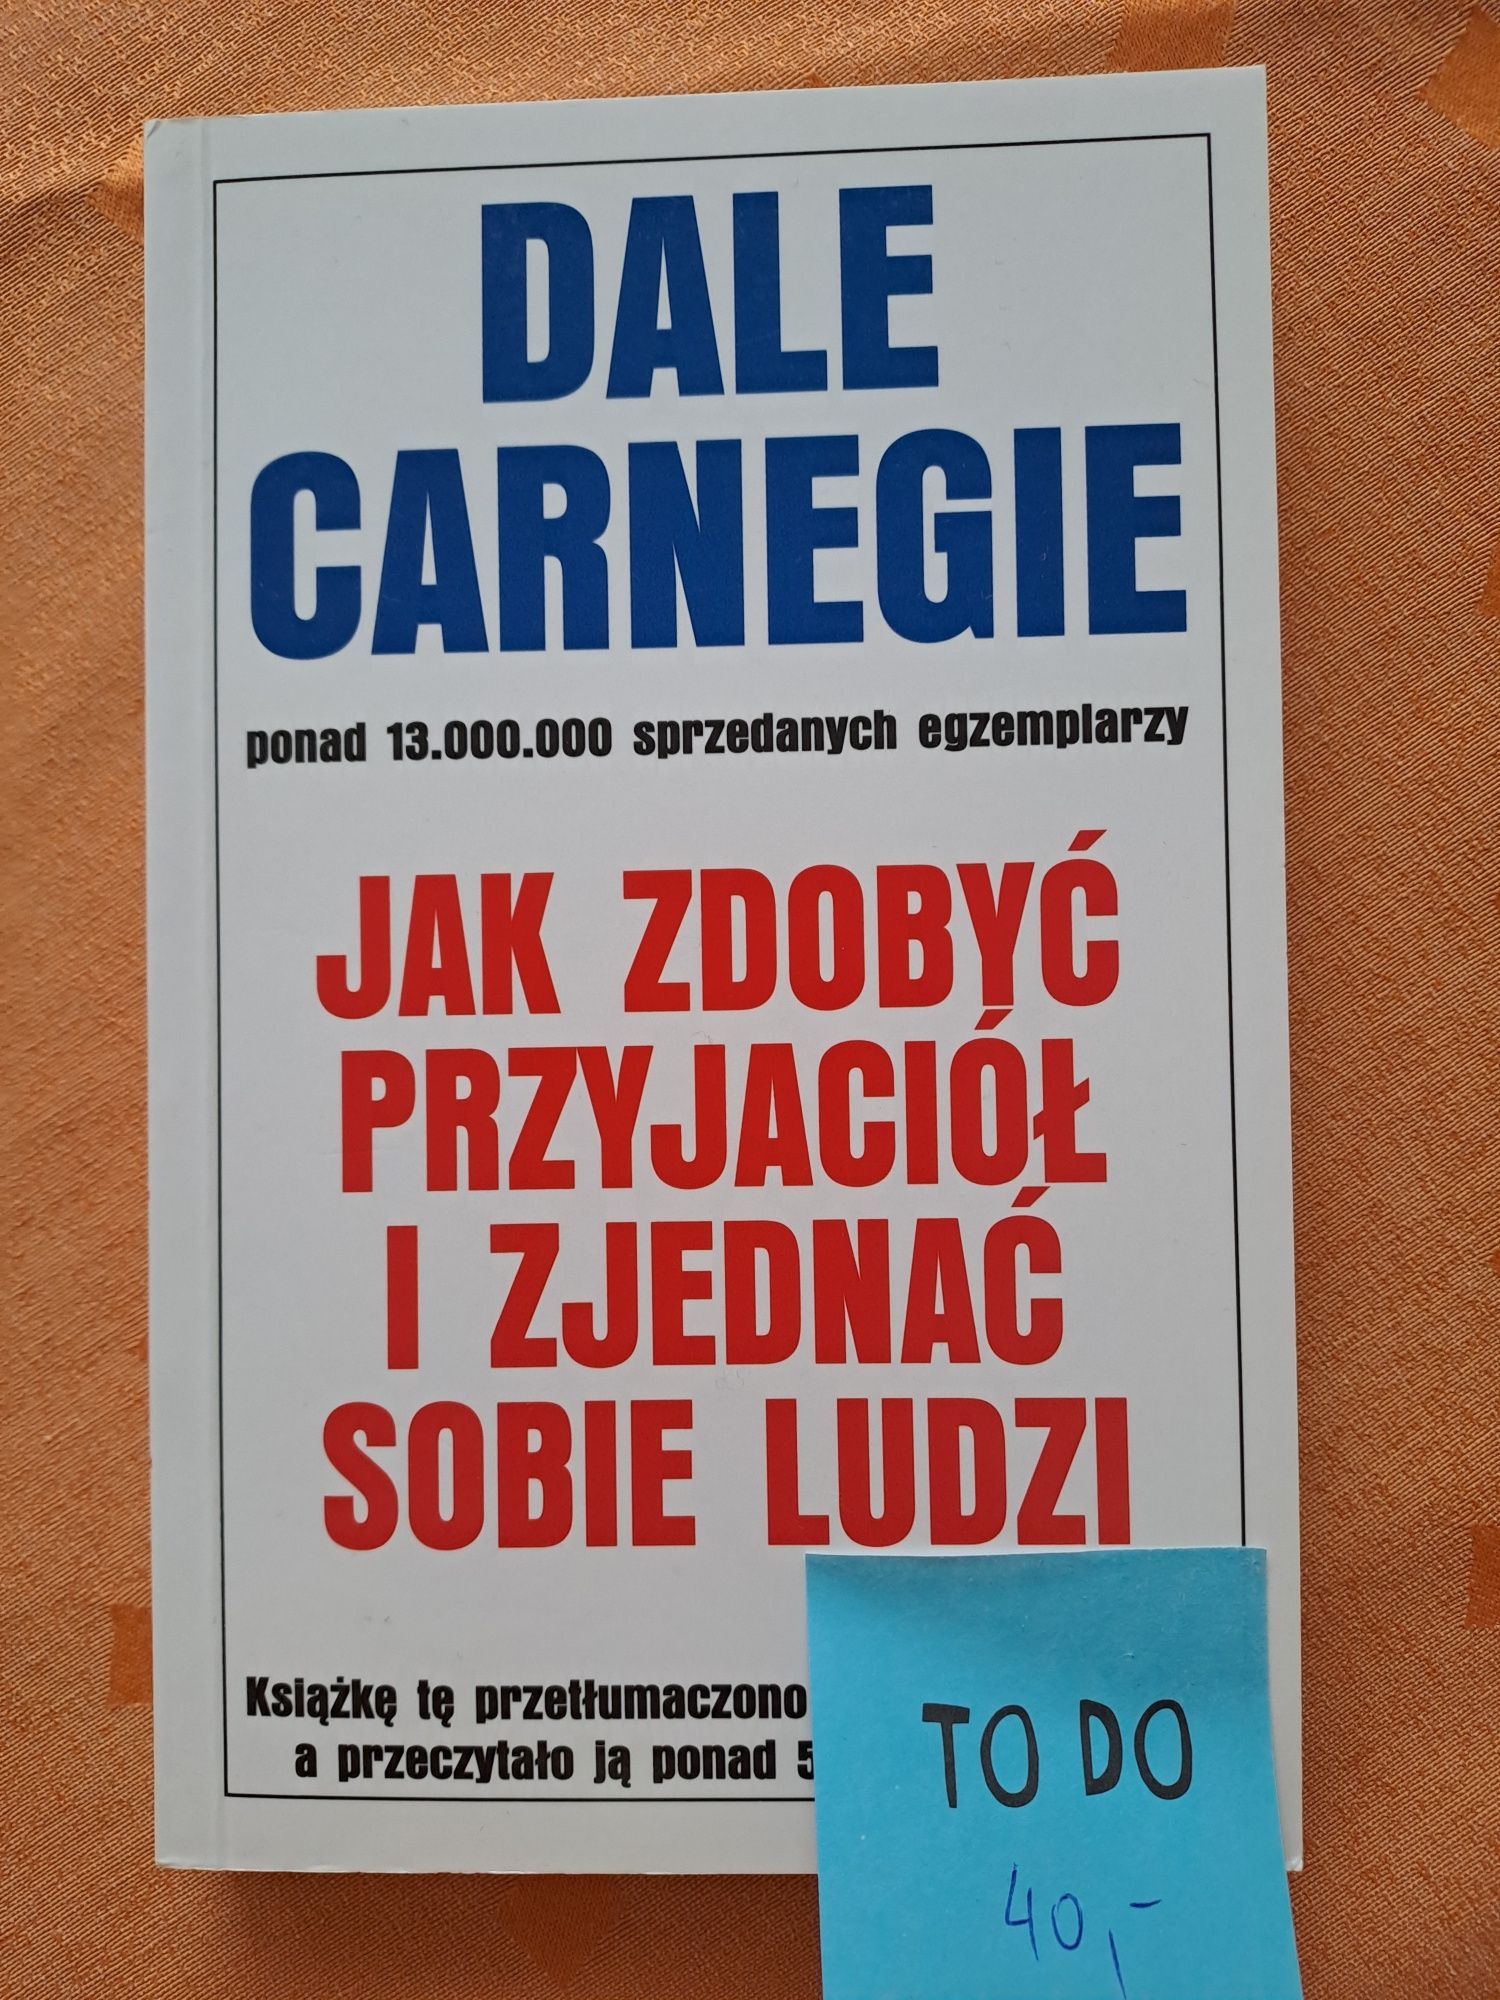 DALE
CARNEGIE
ponad 13.000.000 sprzedanych egzemplarzy
JAK ZDOBYĆ
PRZYJACIÓŁ
I ZJEDNAĆ
SOBIE LUDZI
Książkę tę przetłumaczono
a przeczytało ją ponad 5
TO DO
40,-